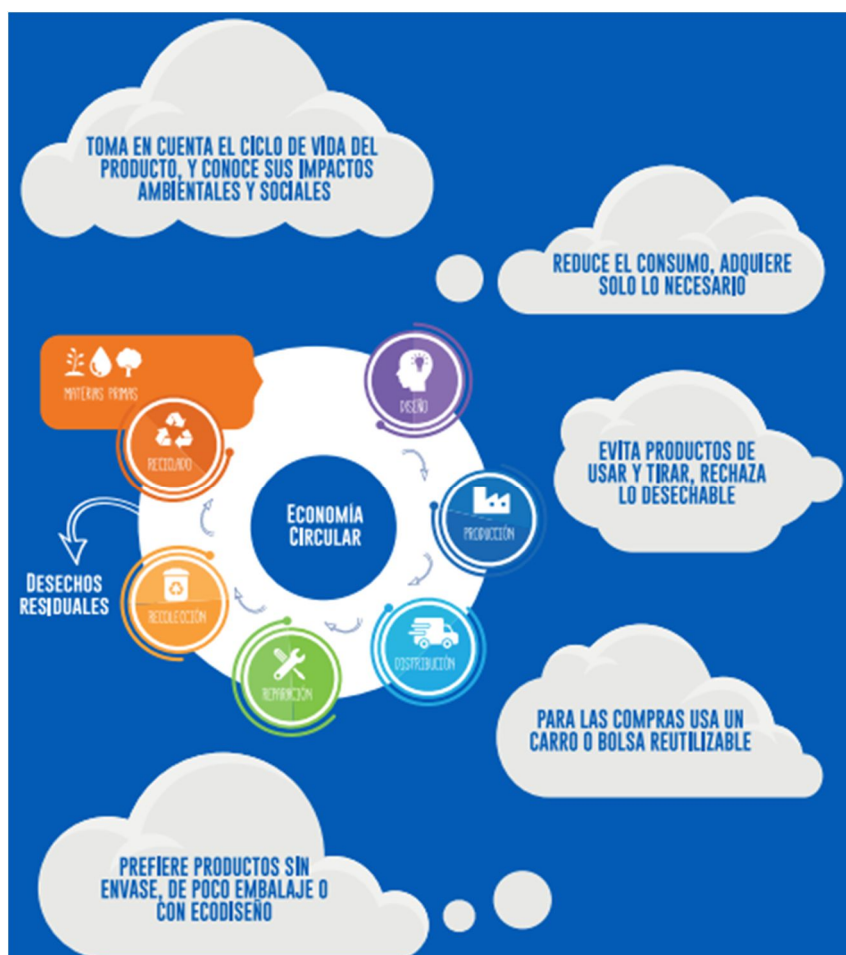 TOMA EN CUENTA EL CICLO DE VIDA DEL
PRODUCTO, Y CONOCE SUS IMPACTOS
AMBIENTALES Y SOCIALES
REDUCE EL CONSUMO, ADQUIERE
SOLO LO NECESARIO
MATERIAS PRIMAS
DISEÑO
RECICLADO
EVITA PRODUCTOS DE
USAR Y TIRAR, RECHAZA
LO DESECHABLE
ECONOMÍA
CIRCULAR
PRODUCCIÓN
DESECHOS
RESIDUALES
RECOLECCIÓN
DISTRIBUCIÓN
REPARACIÓN
PARA LAS COMPRAS USA UN
CARRO O BOLSA REUTILIZABLE
PREFIERE PRODUCTOS SIN
ENVASE, DE POCO EMBALAJE O
CON ECODISEÑO